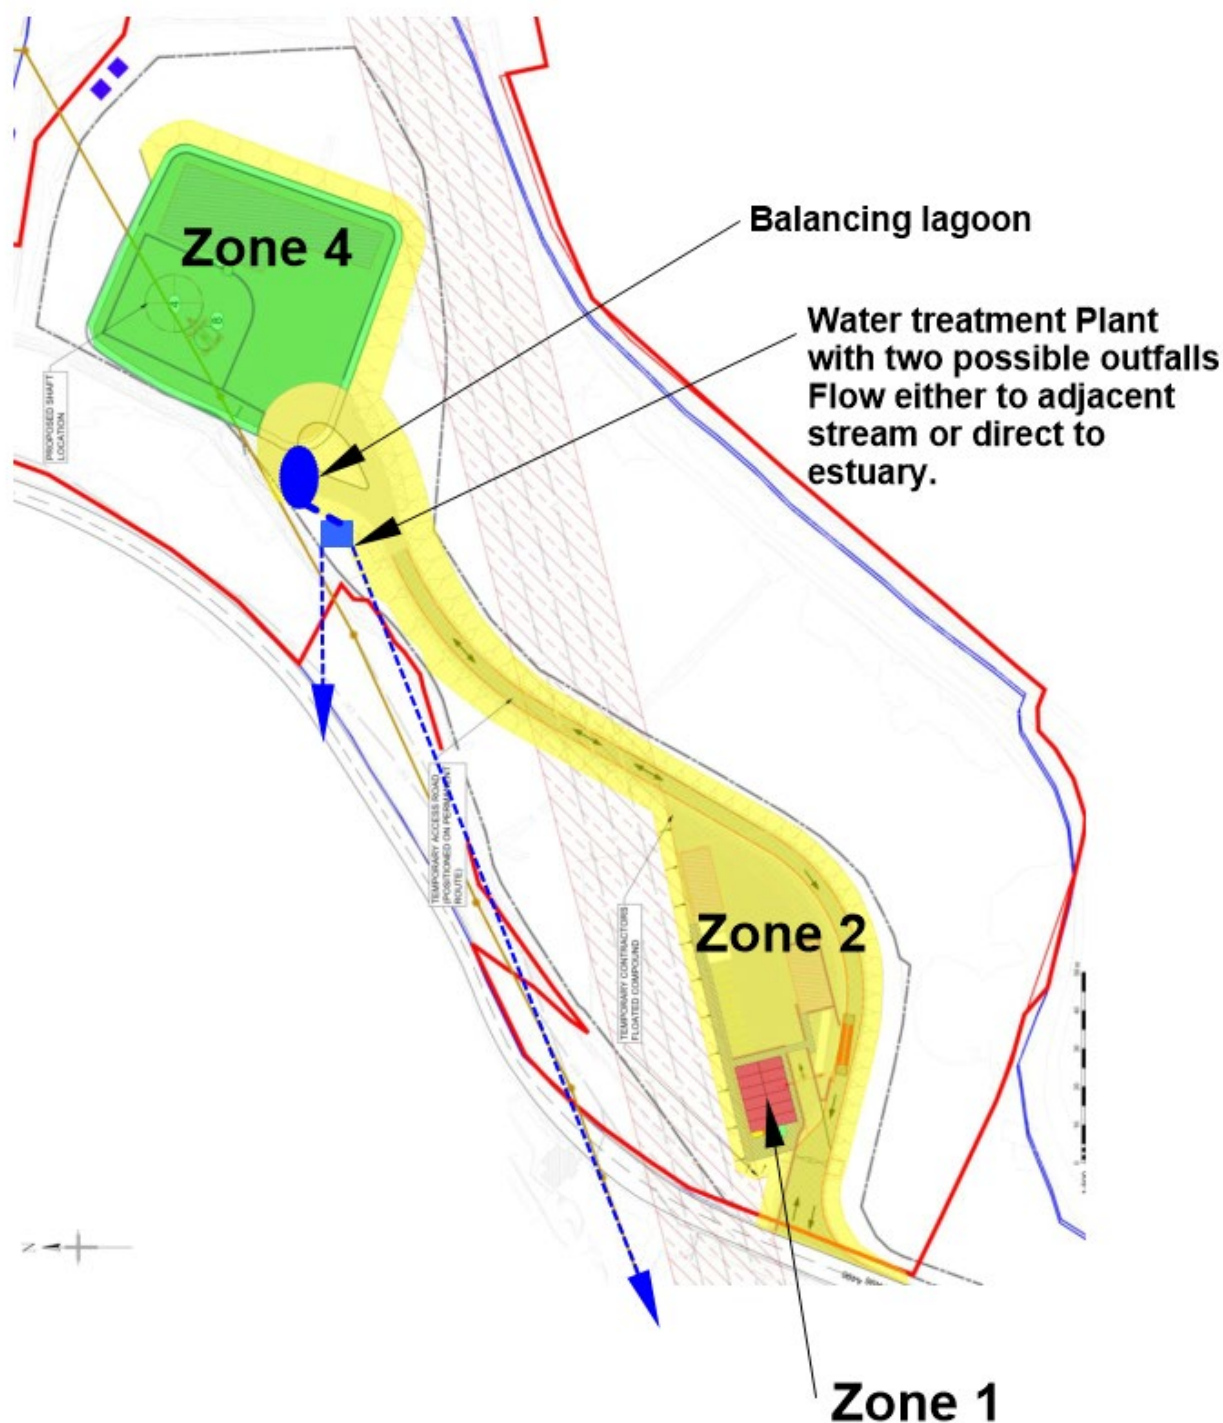 Zone 4
Balancing lagoon
Water treatment Plant
with two possible outfalls
Flow either to adjacent
stream or direct to
estuary.
PROPOSED SHAFT
LOCATION
TEMPORARY ACCESS ROAD
(POSITIONED ON PERMANENT
ROUTE)
TEMPORARY CONTRACTORS
FLOATED COMPOUND
Zone 2
N
Zone 1